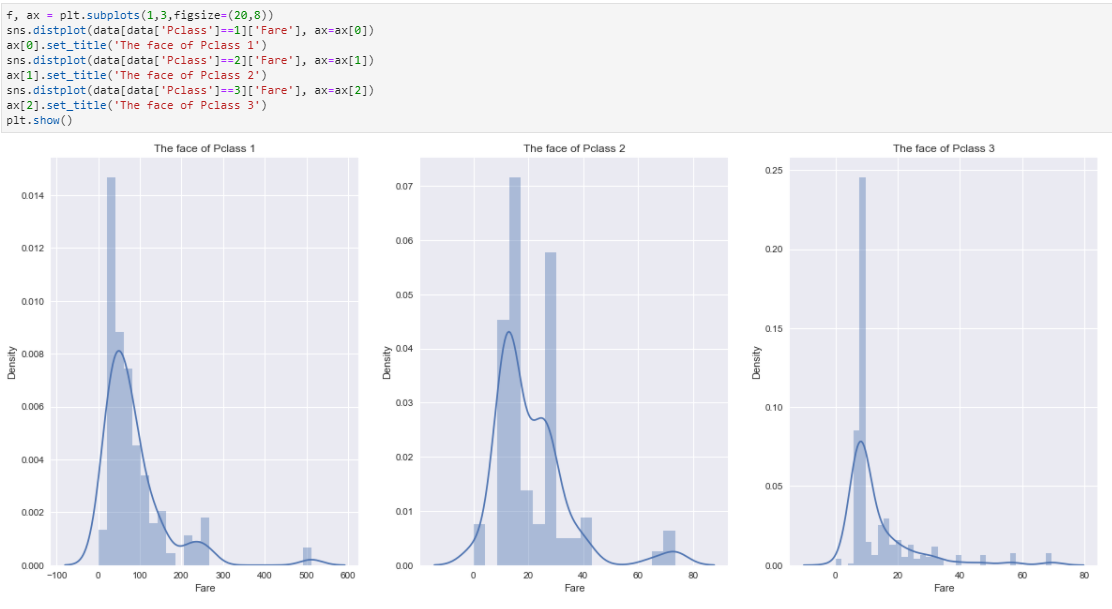 f, ax = plt.subplots(1,3,figsize=(20,8))
sns.distplot(data[data['Pclass']==1]['Fare'], ax=ax[0])
ax[0].set_title('The face of Pclass 1')
sns.distplot(data[data['Pclass']==2]['Fare'], ax=ax[1])
ax[1].set_title('The face of Pclass 2')
sns.distplot(data[data['Pclass']==3]['Fare'], ax=ax[2])
ax[2].set_title('The face of Pclass 3')
plt.show()
The face of Pclass 1
0.014
0.012
0.010
0.008
0.006
0.004
0.002
0.000
Density
−100 0 100 200 300 400 500 600
Fare
The face of Pclass 2
0.07
0.06
0.05
0.04
0.03
0.02
0.01
0.00
Density
0 20 40 60 80
Fare
The face of Pclass 3
0.25
0.20
0.15
0.10
0.05
0.00
Density
0 20 40 60 80
Fare